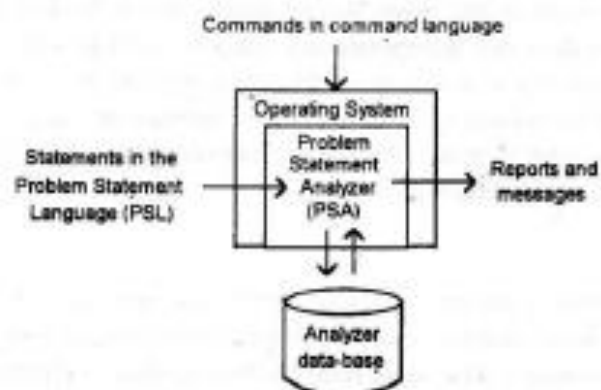 Commands in command language
Operating System
Problem
Statement
Analyzer
(PSA)
Statements in the
Problem Statement
Language (PSL)
Reports and
messages
Analyzer
data-base